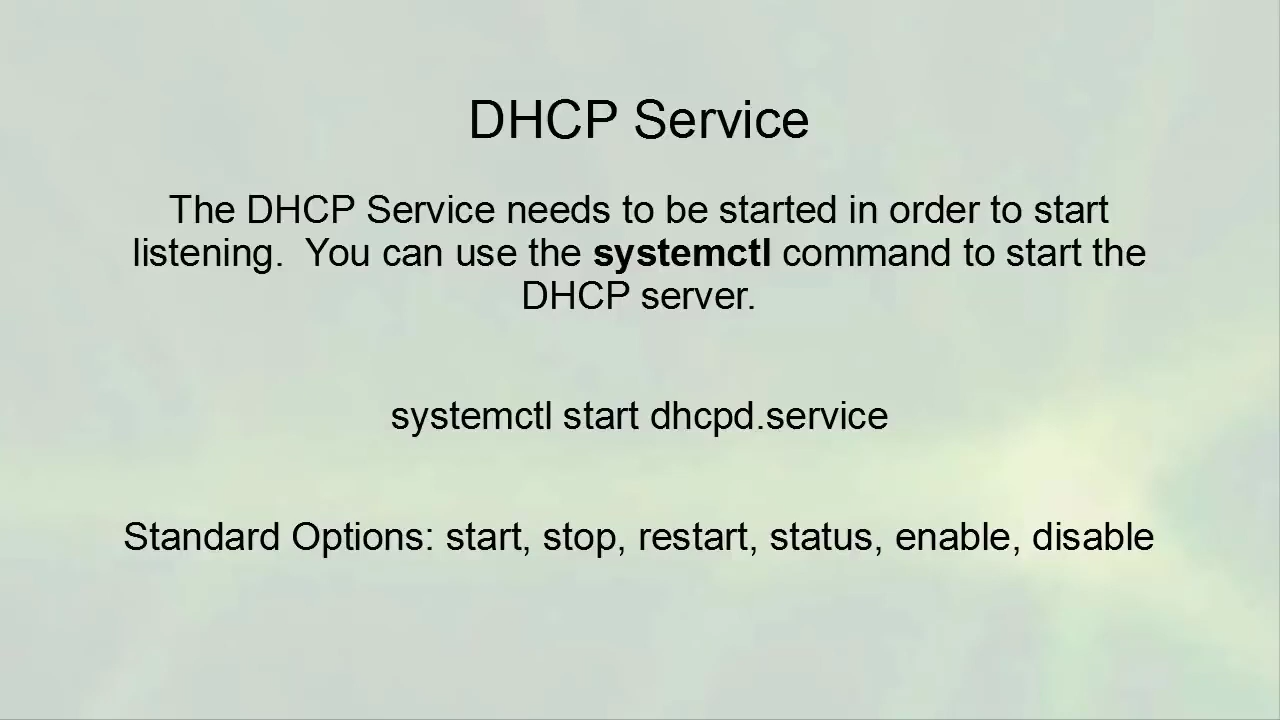 DHCP Service
The DHCP Service needs to be started in order to start
listening.  You can use the systemctl command to start the
DHCP server.
systemctl start dhcpd.service
Standard Options: start, stop, restart, status, enable, disable